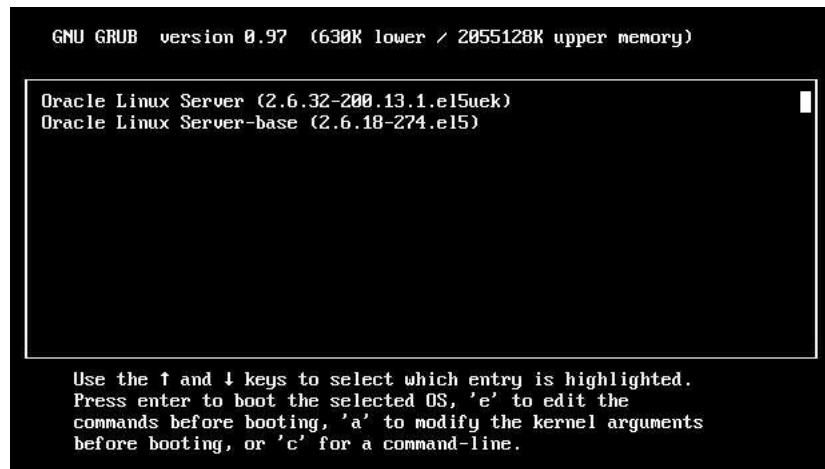 GNU GRUB version 0.97 (630K lower / 2055128K upper memory)
Oracle Linux Server (2.6.32-200.13.1.el5uek)
Oracle Linux Server-base (2.6.18-274.el5)
Use the ↑ and ↓ keys to select which entry is highlighted.
Press enter to boot the selected OS, 'e' to edit the
commands before booting, 'a' to modify the kernel arguments
before booting, or 'c' for a command-line.